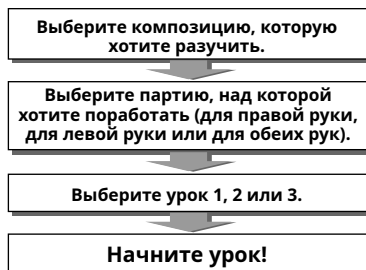 Выберите композицию, которую
хотите разучить.
Выберите партию, над которой
хотите поработать (для правой руки,
для левой руки или для обеих рук).
Выберите урок 1, 2 или 3.
Начните урок!